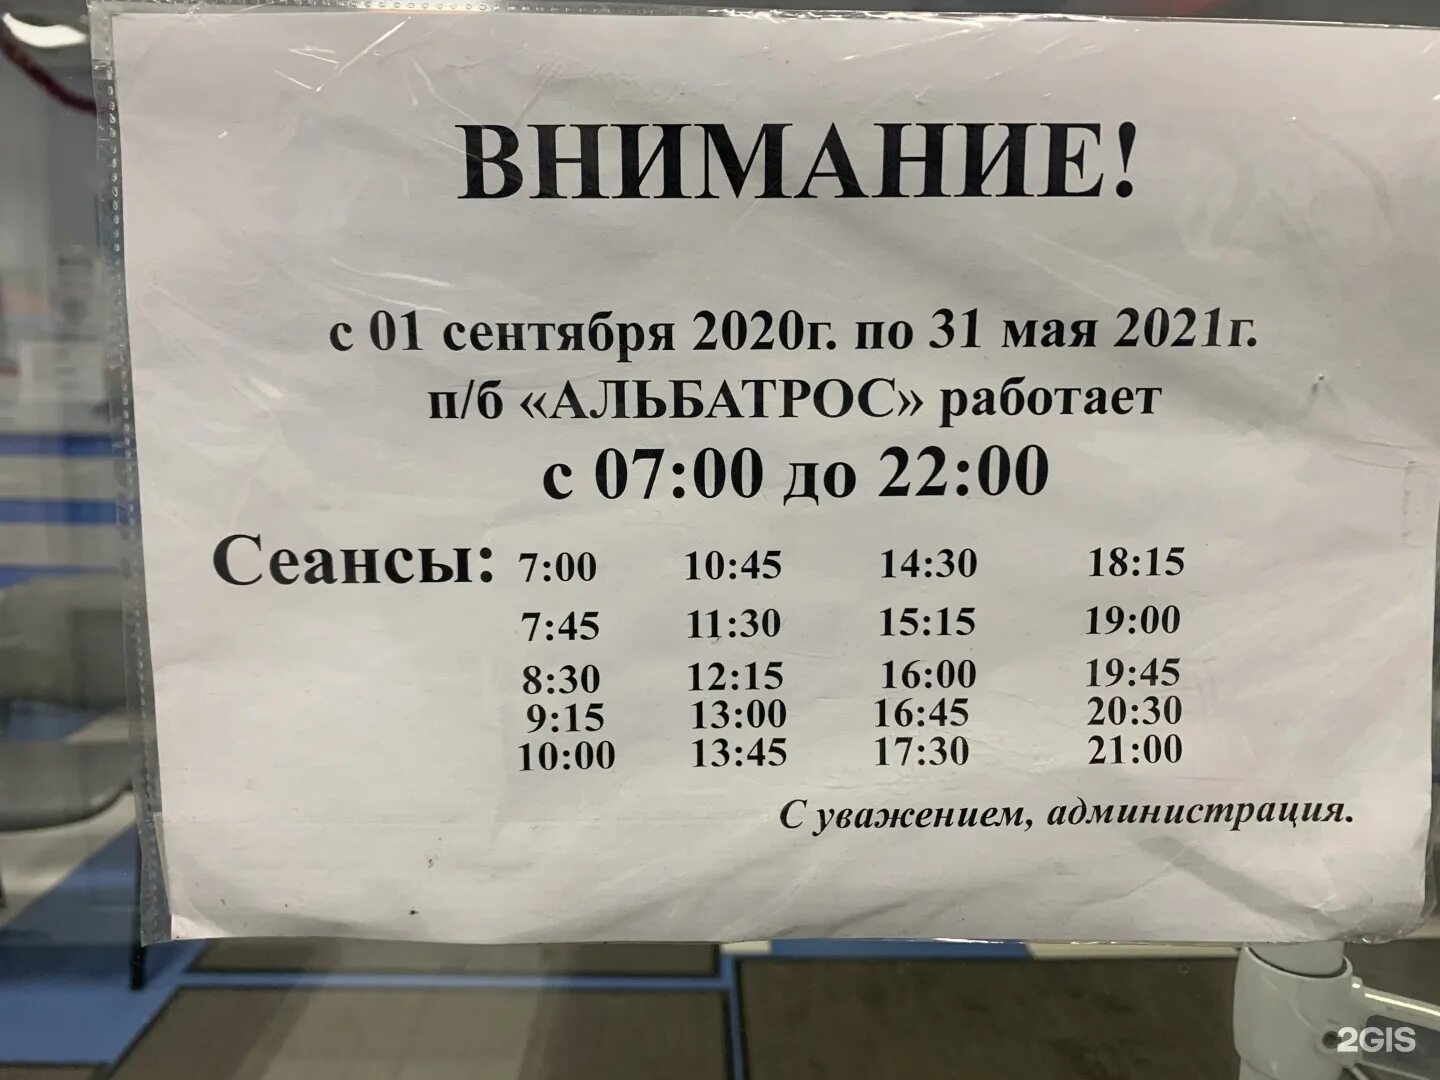 ВНИМАНИЕ!
с 01 сентября 2020г. по 31 мая 2021г.
п/б «АЛЬБАТРОС» работает
с 07:00 до 22:00
Сеансы: 7:00 10:45 14:30 18:15
7:45 11:30 15:15 19:00
8:30 12:15 16:00 19:45
9:15 13:00 16:45 20:30
10:00 13:45 17:30 21:00
С уважением, администрация.
2GIS